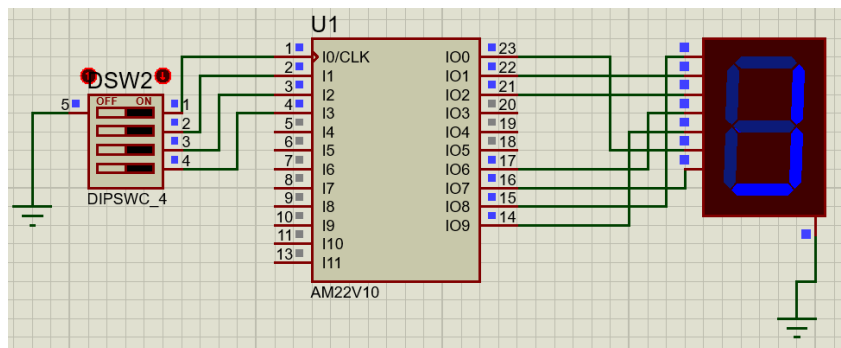 U1
DSW2
OFF ON
5
1
2
3
4
DIPSWC_4
1 I0/CLK IO0 23
2 I1 IO1 22
3 I2 IO2 21
4 I3 IO3 20
5 I4 IO4 19
6 I5 IO5 18
7 I6 IO6 17
8 I7 IO7 16
9 I8 IO8 15
10 I9 IO9 14
11 I10
13 I11
AM22V10